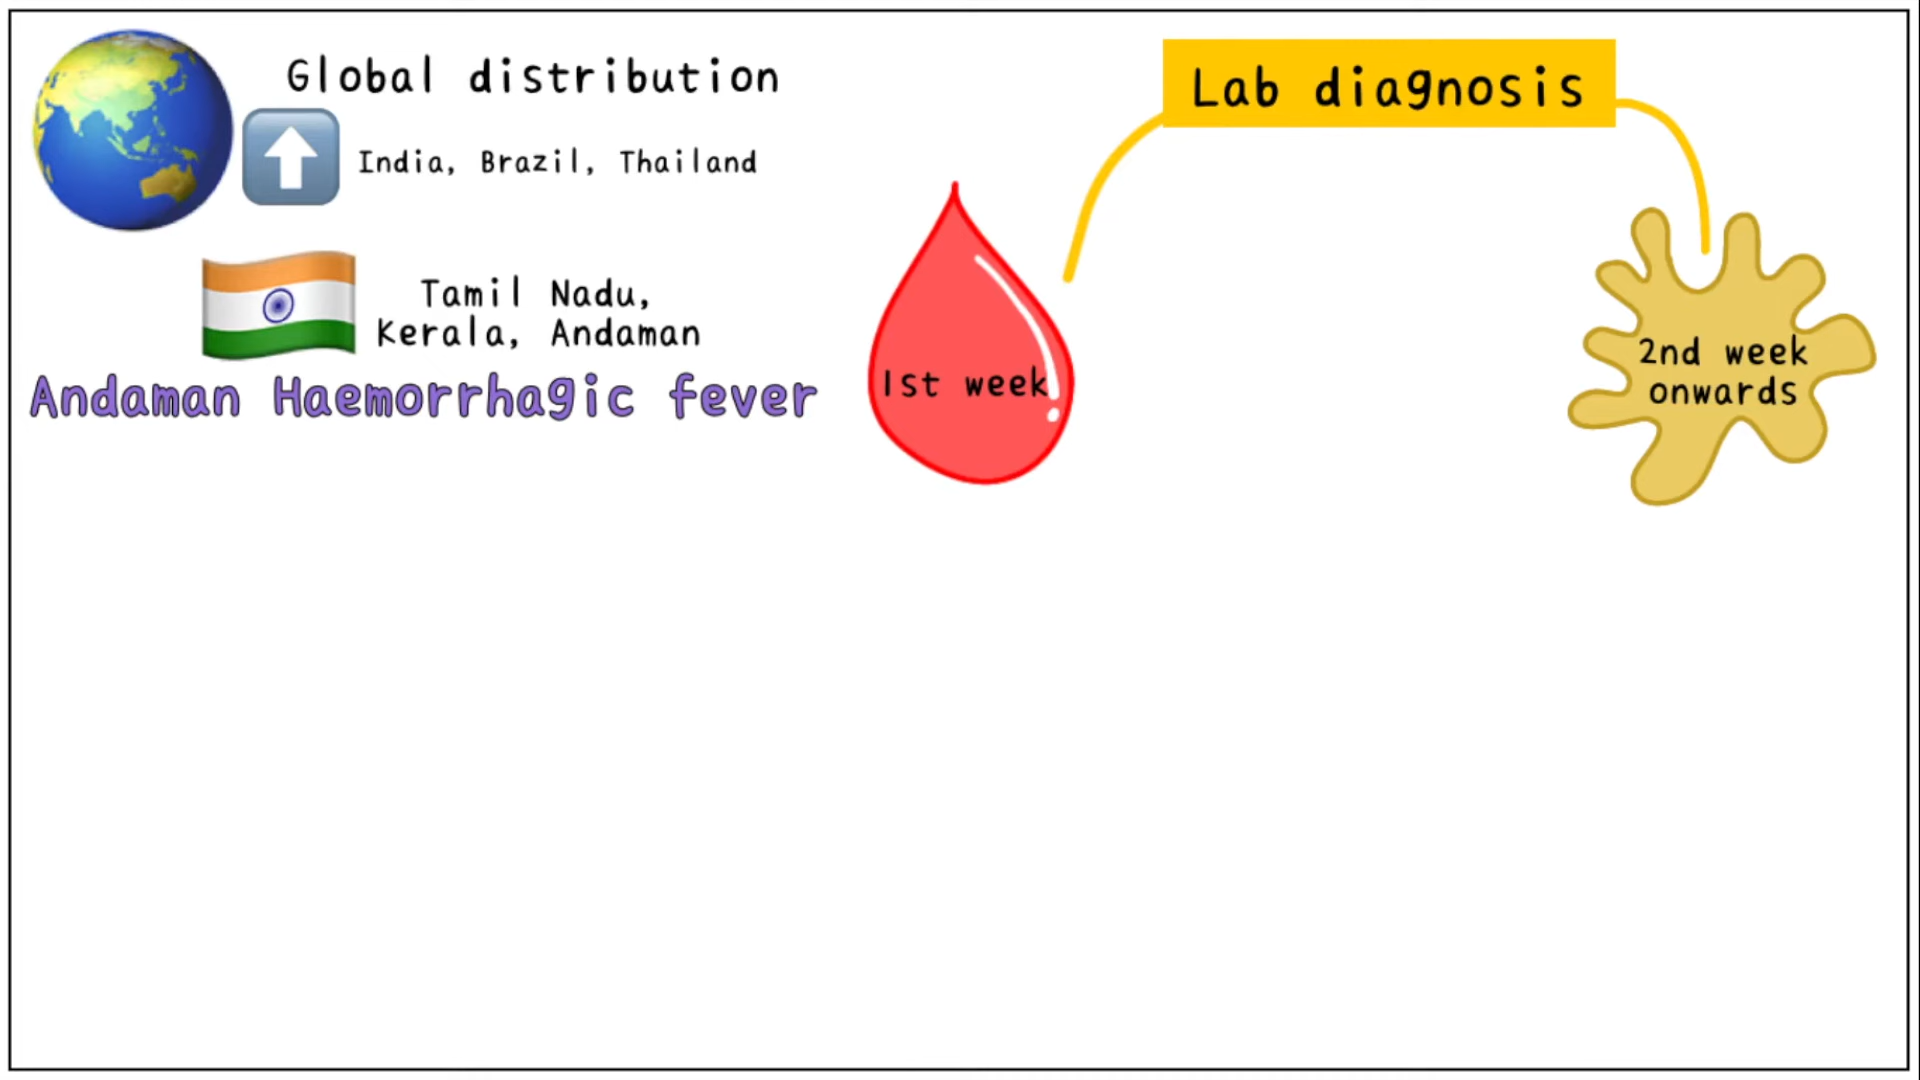 Global distribution
India, Brazil, Thailand
Tamil Nadu,
Kerala, Andaman
Andaman Haemorrhagic fever
Lab diagnosis
1st week
2nd week
onwards